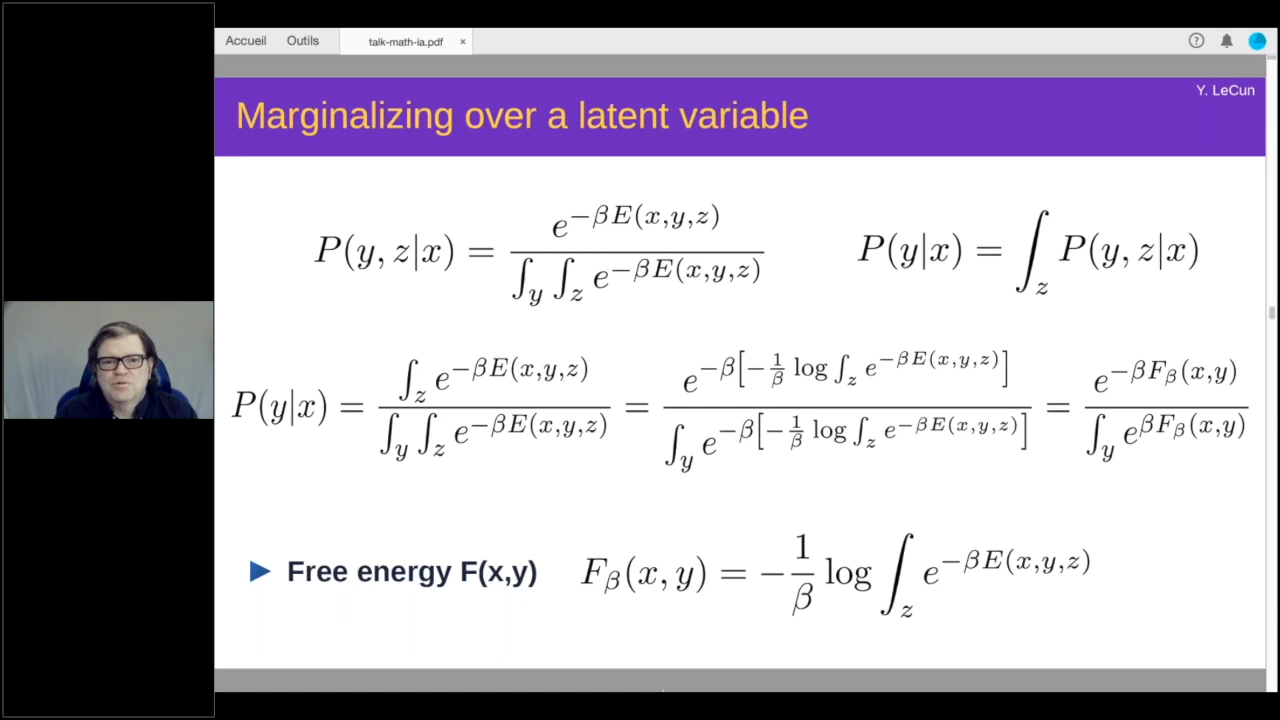 Accueil Outils talk-math-ia.pdf × ?
Y. LeCun
Marginalizing over a latent variable
P(y, z|x) = e^{−βE(x,y,z)} / ∫_y ∫_z e^{−βE(x,y,z)}    P(y|x) = ∫_z P(y, z|x)
P(y|x) = ∫_z e^{−βE(x,y,z)} / ∫_y ∫_z e^{−βE(x,y,z)} = e^{−β[−1/β log ∫_z e^{−βE(x,y,z)}]} / ∫_y e^{−β[−1/β log ∫_z e^{−βE(x,y,z)}]} = e^{−βF_β(x,y)} / ∫_y e^{βF_β(x,y)}
► Free energy F(x,y)    F_β(x, y) = −1/β log ∫_z e^{−βE(x,y,z)}